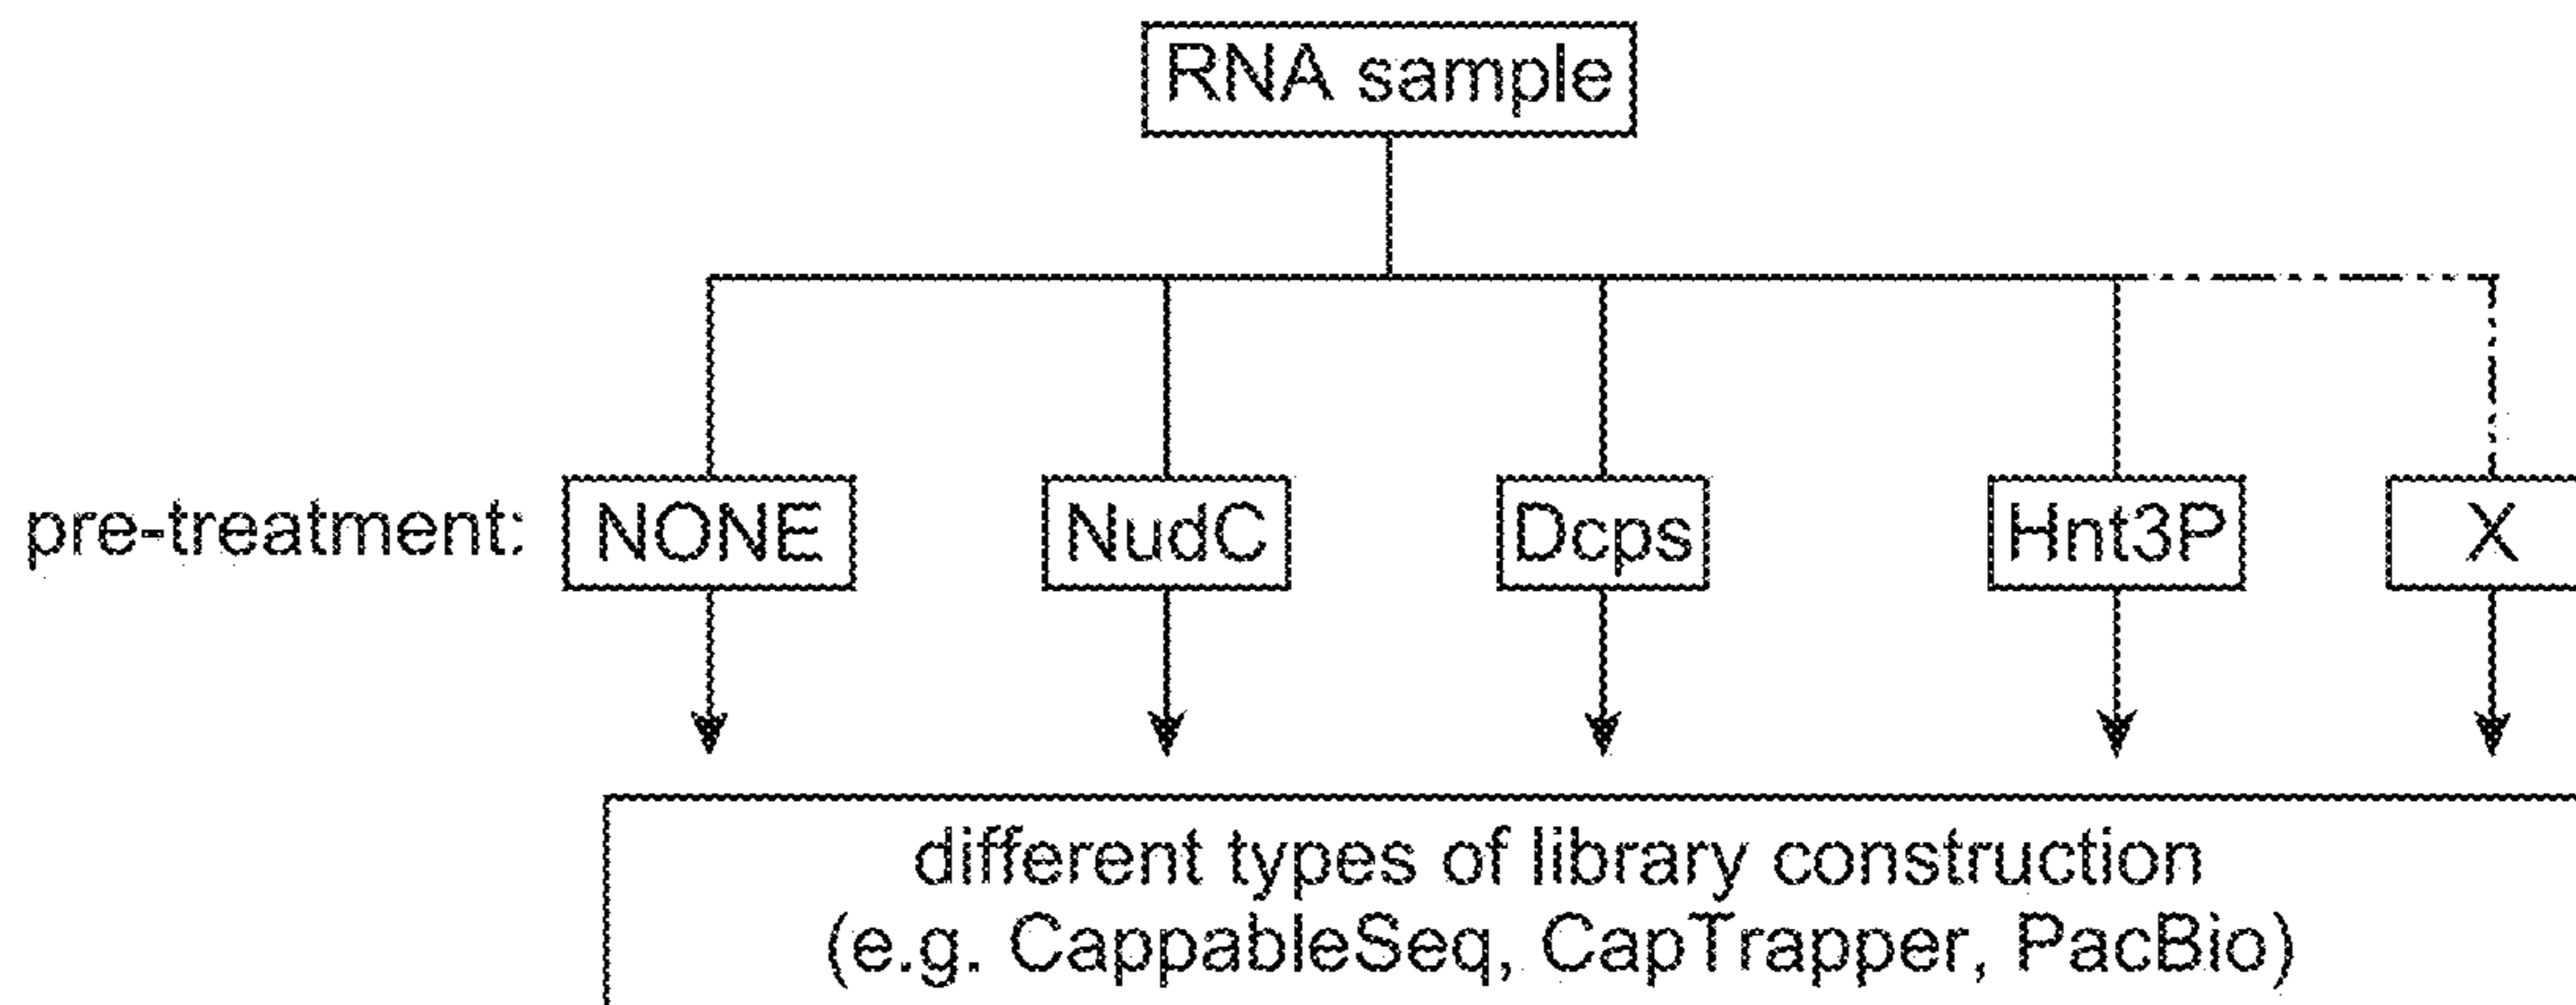 RNA sample
pre-treatment: NONE NudC Dcps Hnt3P X
different types of library construction
(e.g. CappableSeq, CapTrapper, PacBio)